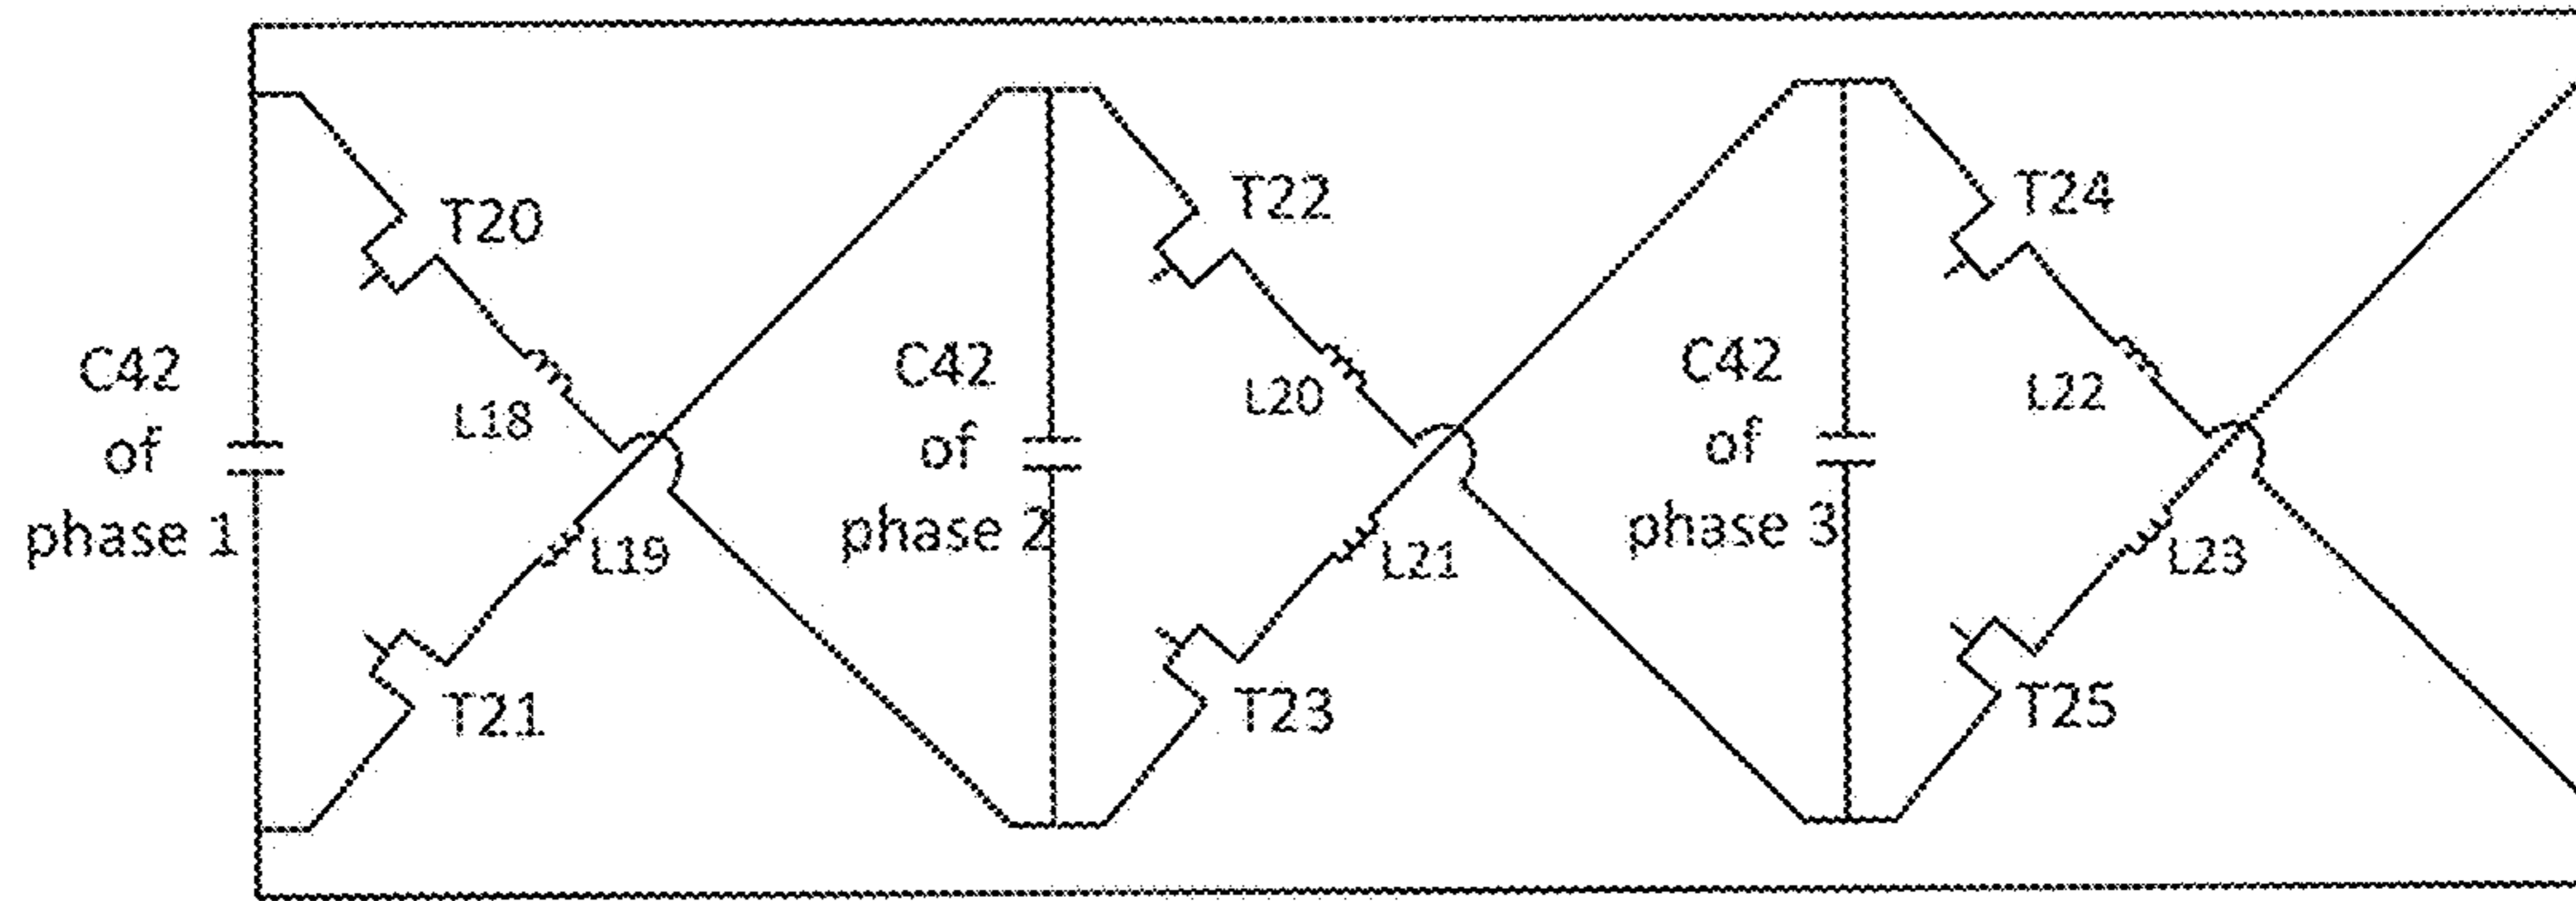 T20
T22
T24
C42
of
phase 1
L18
C42
of
phase 2
L20
C42
of
phase 3
L22
L19
L21
L23
T21
T23
T25